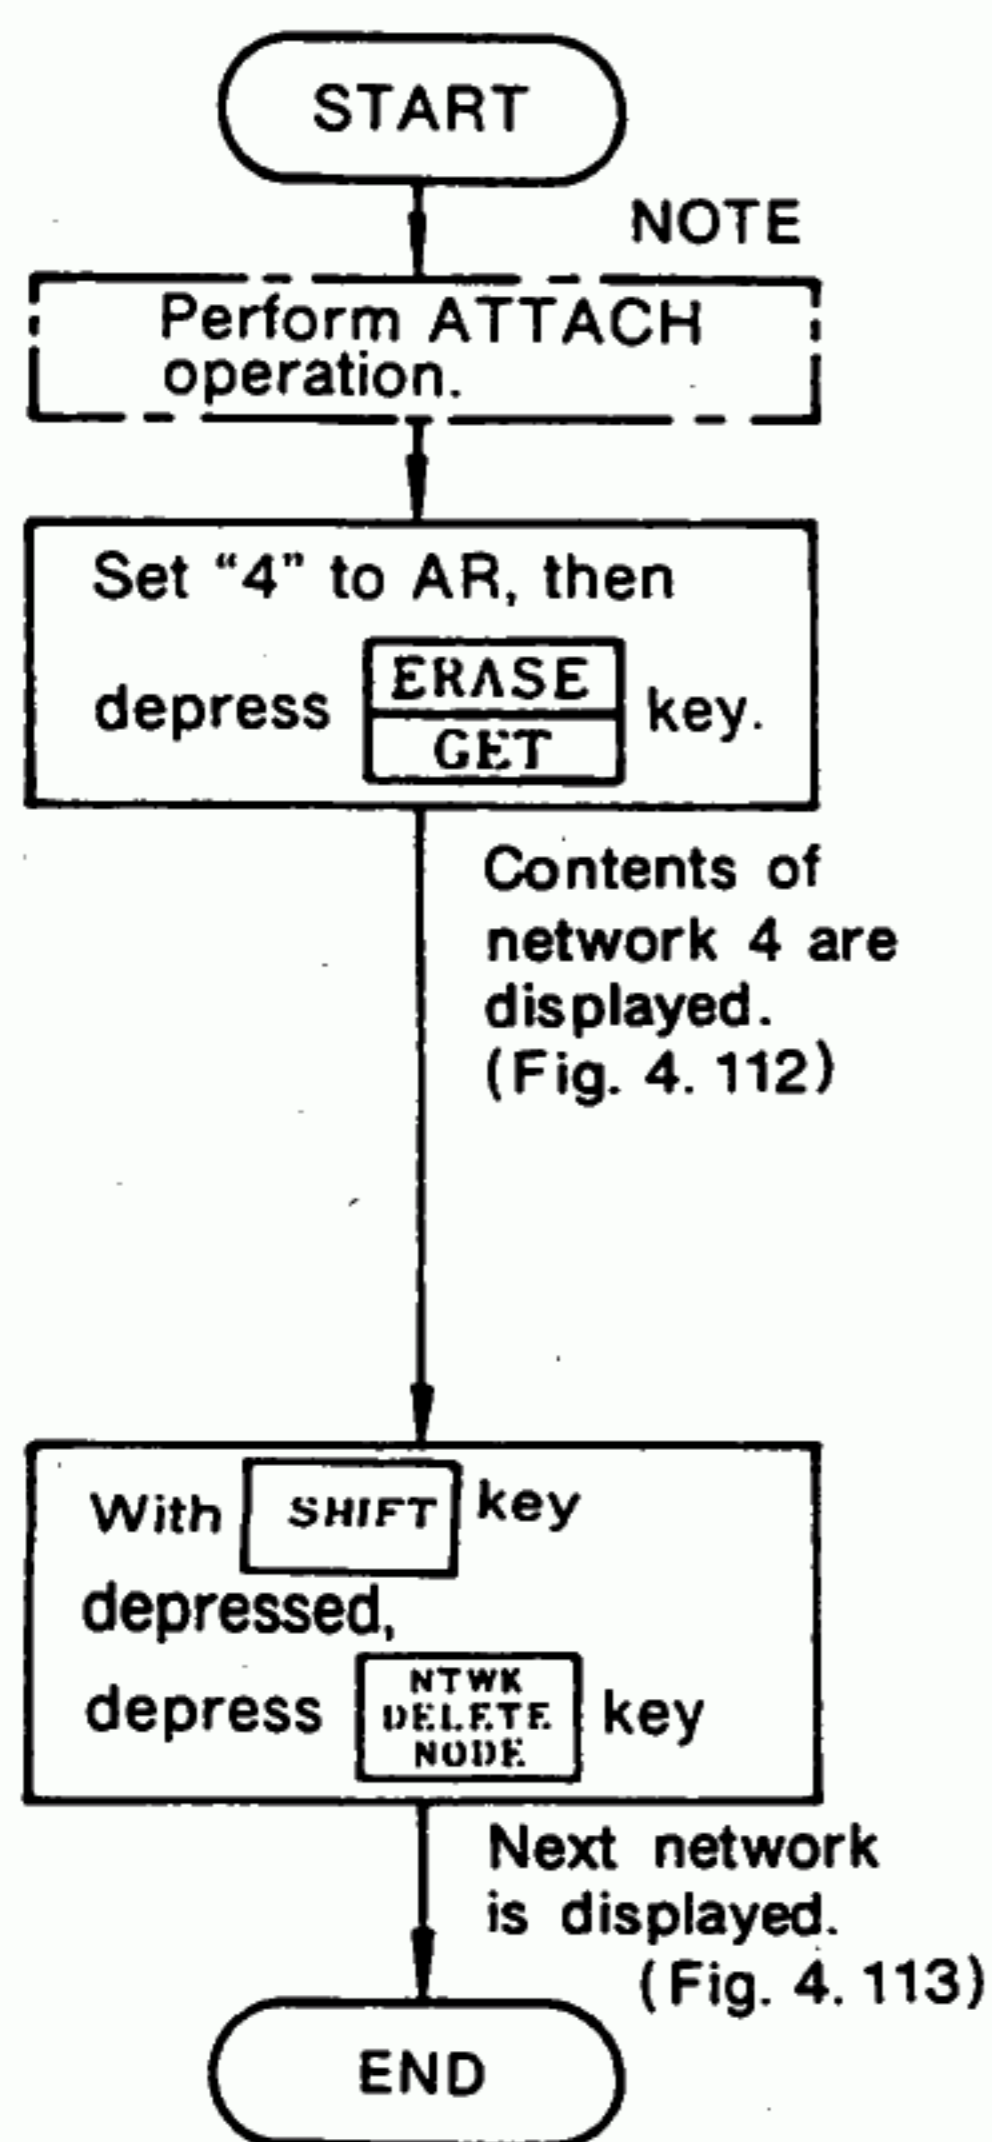 START
NOTE
Perform ATTACH
operation.
Set “4” to AR, then
depress ERASE GET key.
Contents of
network 4 are
displayed.
(Fig. 4. 112)
With SHIFT key
depressed,
depress NTWK DELETE NODE key
Next network
is displayed.
(Fig. 4. 113)
END